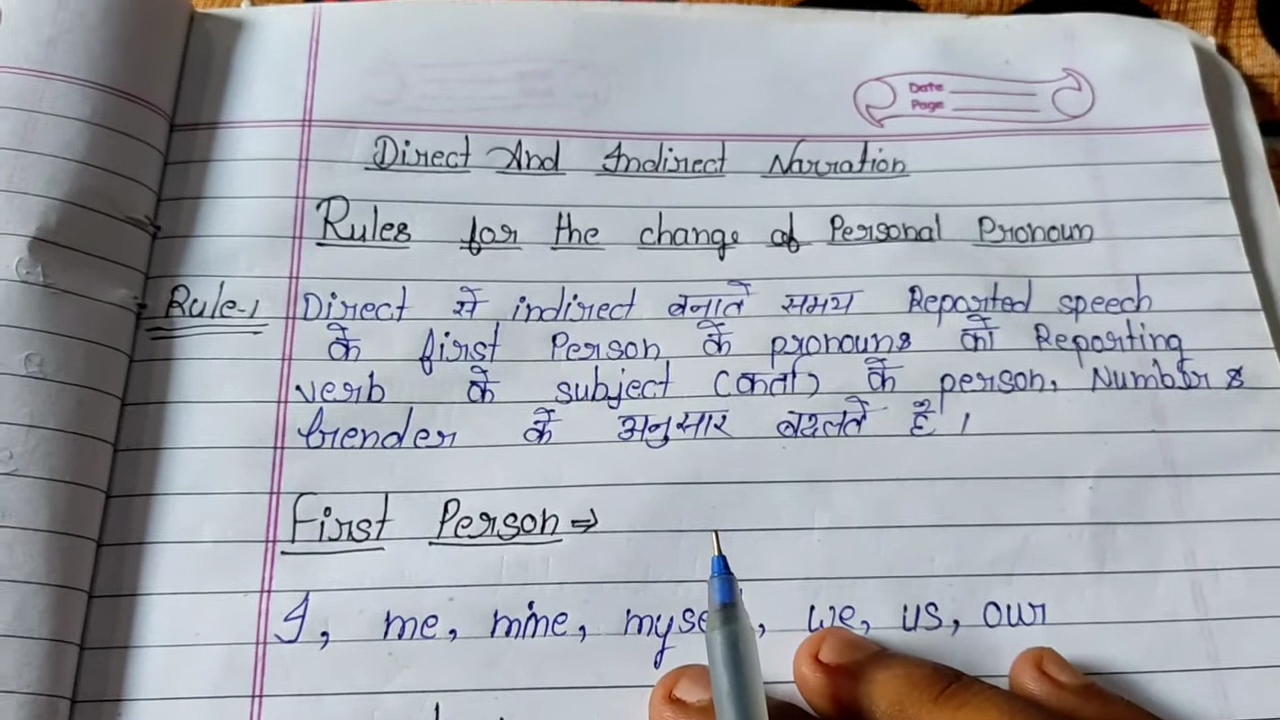 Date
Page
Direct And Indirect Narration
Rules for the change of Personal Pronoun
Rule-1 Direct से indirect बनाते समय Reported speech
के first Person के pronouns को Reporting
verb के subject (कर्ता) के person, Number &
Gender के अनुसार बदलते हैं।
First Person ⇒
I, me, mine, , we, us, our